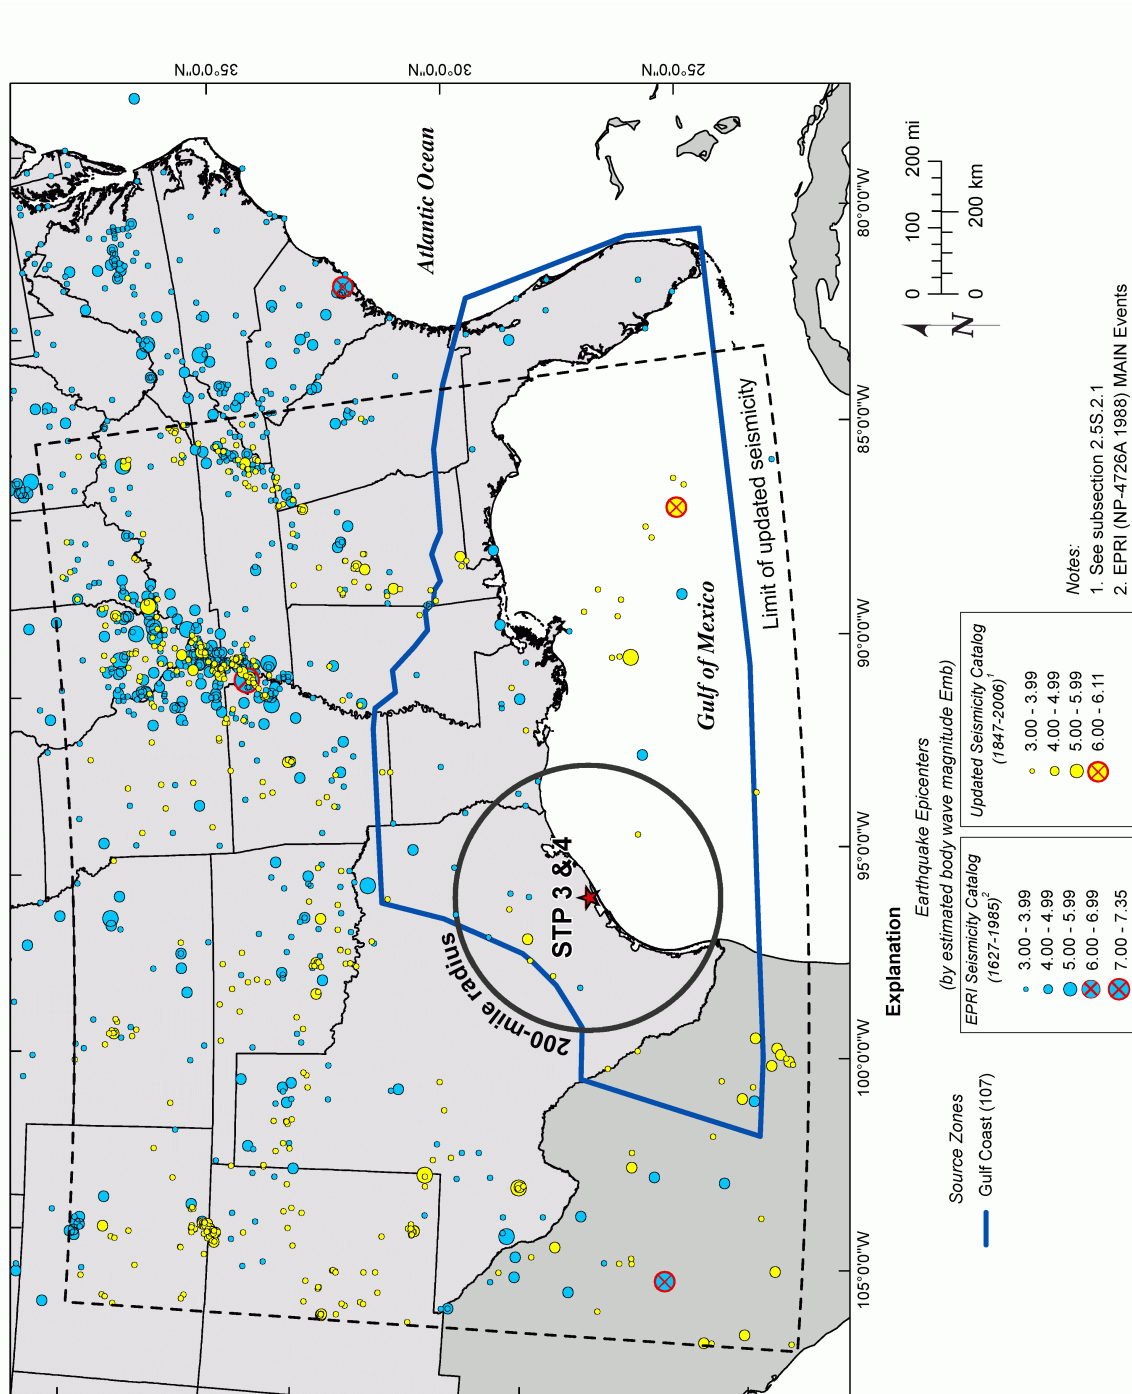 35°0'0"N
30°0'0"N
25°0'0"N
80°0'0"W
85°0'0"W
90°0'0"W
95°0'0"W
100°0'0"W
105°0'0"W
Atlantic Ocean
Gulf of Mexico
Limit of updated seismicity
STP 3 & 4
200-mile radius
0 100 200 mi
0 200 km
N
Explanation
Source Zones
Gulf Coast (107)
Earthquake Epicenters
(by estimated body wave magnitude Emb)
EPRI Seismicity Catalog
(1627-1985)²
3.00 - 3.99
4.00 - 4.99
5.00 - 5.99
6.00 - 6.99
7.00 - 7.35
Updated Seismicity Catalog
(1847-2006)¹
3.00 - 3.99
4.00 - 4.99
5.00 - 5.99
6.00 - 6.11
Notes:
1. See subsection 2.5S.2.1
2. EPRI (NP-4726A 1988) MAIN Events